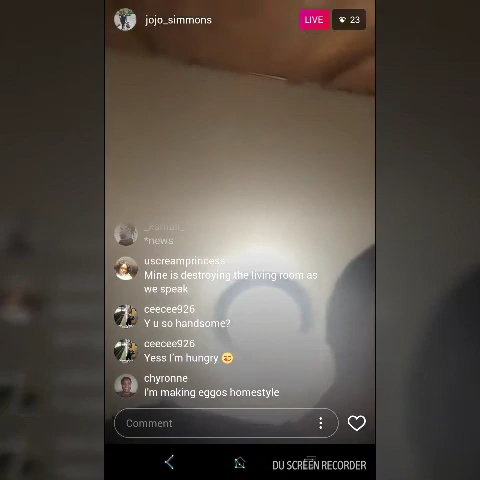 jojo_simmons
LIVE
23
*news
uscreamprincess
Mine is destroying the living room as
we speak
ceecee926
Y u so handsome?
ceecee926
Yess I'm hungry 😋
chyronne
I'm making eggos homestyle
Comment
DU SCREEN RECORDER